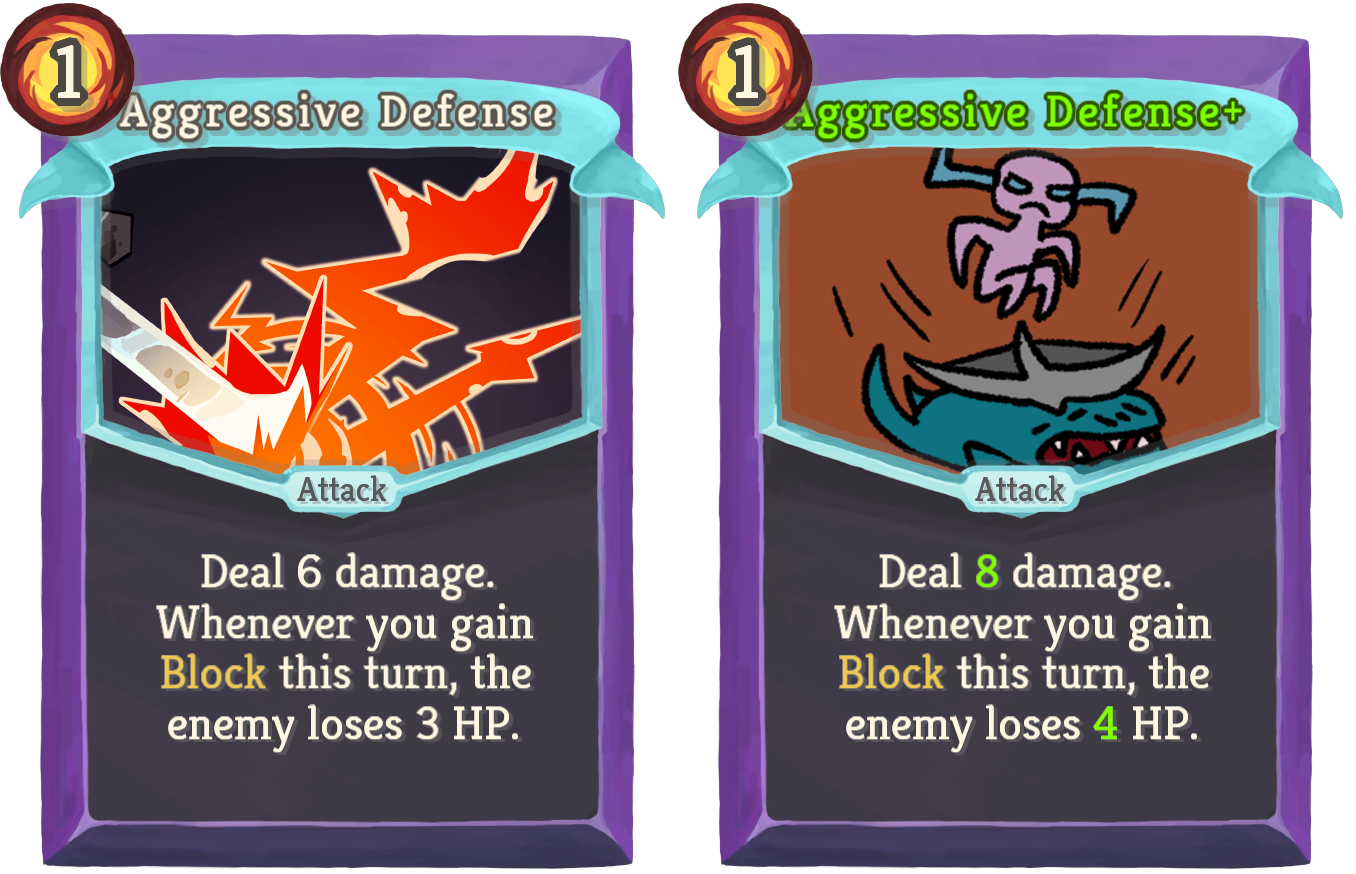 1
Aggressive Defense
Attack
Deal 6 damage.
Whenever you gain
Block this turn, the
enemy loses 3 HP.
1
Aggressive Defense+
Attack
Deal 8 damage.
Whenever you gain
Block this turn, the
enemy loses 4 HP.